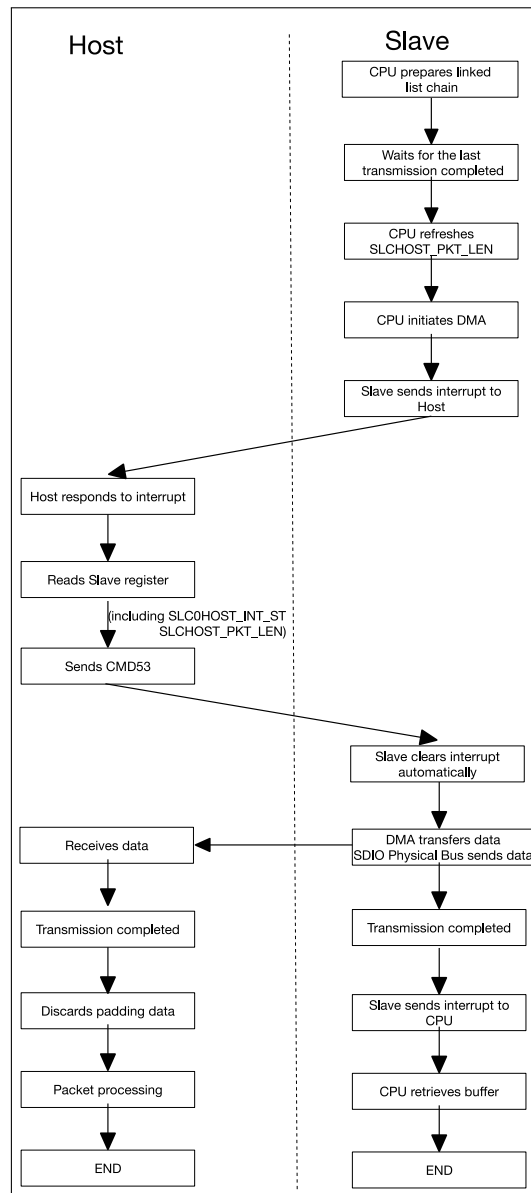 Host
Slave
CPU prepares linked
list chain
Waits for the last
transmission completed
CPU refreshes
SLCHOST_PKT_LEN
CPU initiates DMA
Slave sends interrupt to
Host
Host responds to interrupt
Reads Slave register
(including SLC0HOST_INT_ST
SLCHOST_PKT_LEN)
Sends CMD53
Slave clears interrupt
automatically
Receives data
DMA transfers data
SDIO Physical Bus sends data
Transmission completed
Transmission completed
Discards padding data
Slave sends interrupt to
CPU
Packet processing
CPU retrieves buffer
END
END